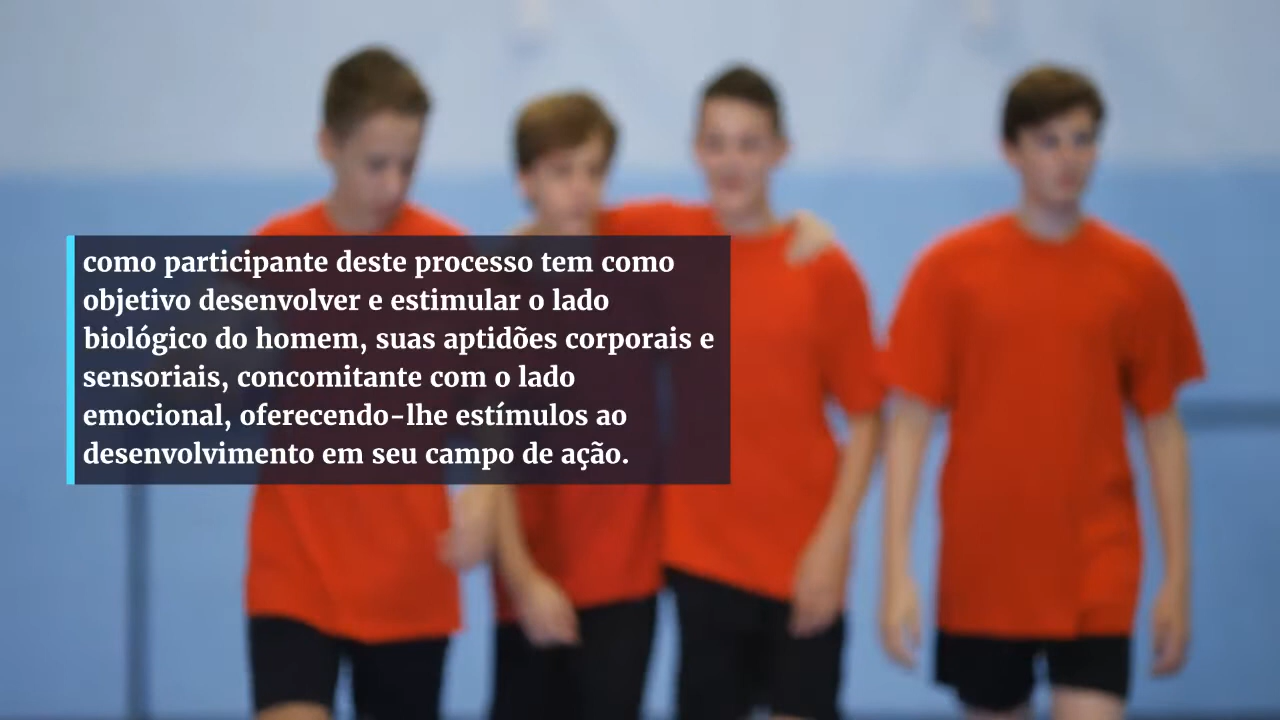 como participante deste processo tem como
objetivo desenvolver e estimular o lado
biológico do homem, suas aptidões corporais e
sensoriais, concomitante com o lado
emocional, oferecendo-lhe estímulos ao
desenvolvimento em seu campo de ação.